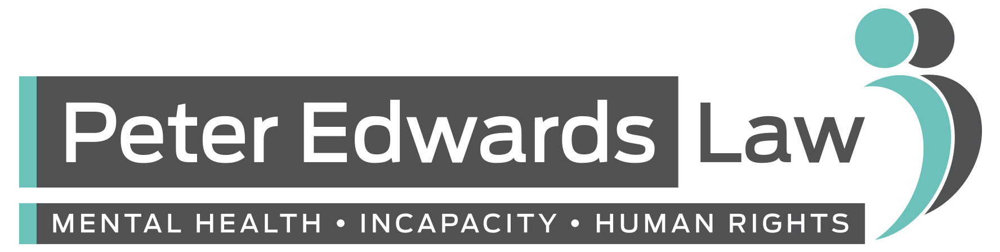 Peter Edwards Law
MENTAL HEALTH • INCAPACITY • HUMAN RIGHTS